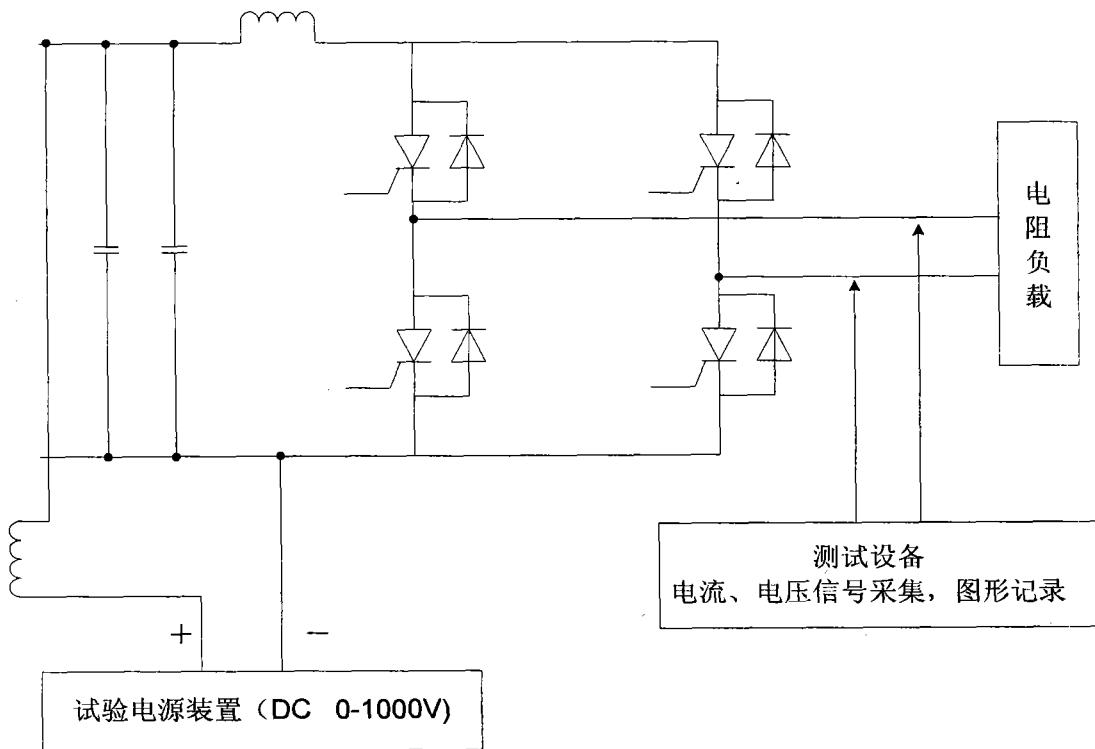 电
阻
负
载
测试设备
电流、电压信号采集，图形记录
+ −
试验电源装置（DC 0-1000V)